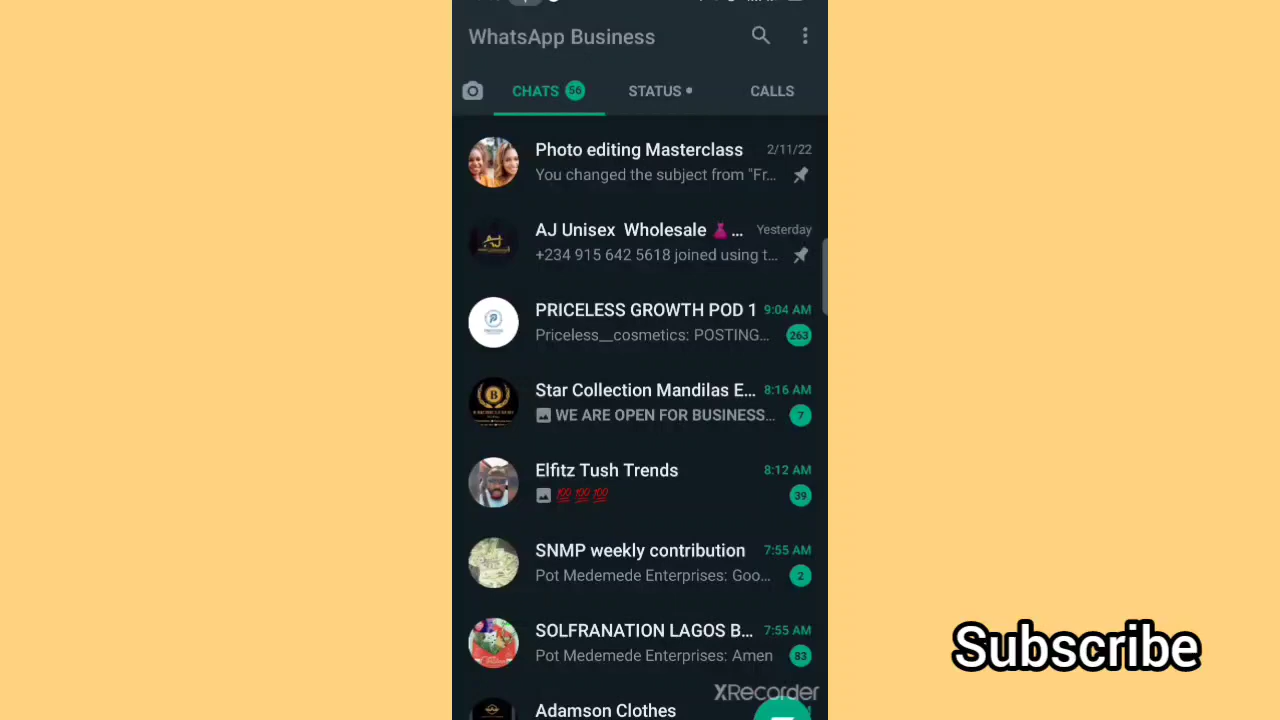 WhatsApp Business
CHATS 56 STATUS CALLS
Photo editing Masterclass 2/11/22
You changed the subject from "Fr...
AJ Unisex Wholesale 👗... Yesterday
+234 915 642 5618 joined using t...
PRICELESS GROWTH POD 1 9:04 AM
Priceless__cosmetics: POSTING... 263
Star Collection Mandilas E... 8:16 AM
WE ARE OPEN FOR BUSINESS... 7
Elfitz Tush Trends 8:12 AM
💯💯💯 39
SNMP weekly contribution 7:55 AM
Pot Medemede Enterprises: Goo... 2
SOLFRANATION LAGOS B... 7:55 AM
Pot Medemede Enterprises: Amen 83
XRecorder
Adamson Clothes
Subscribe